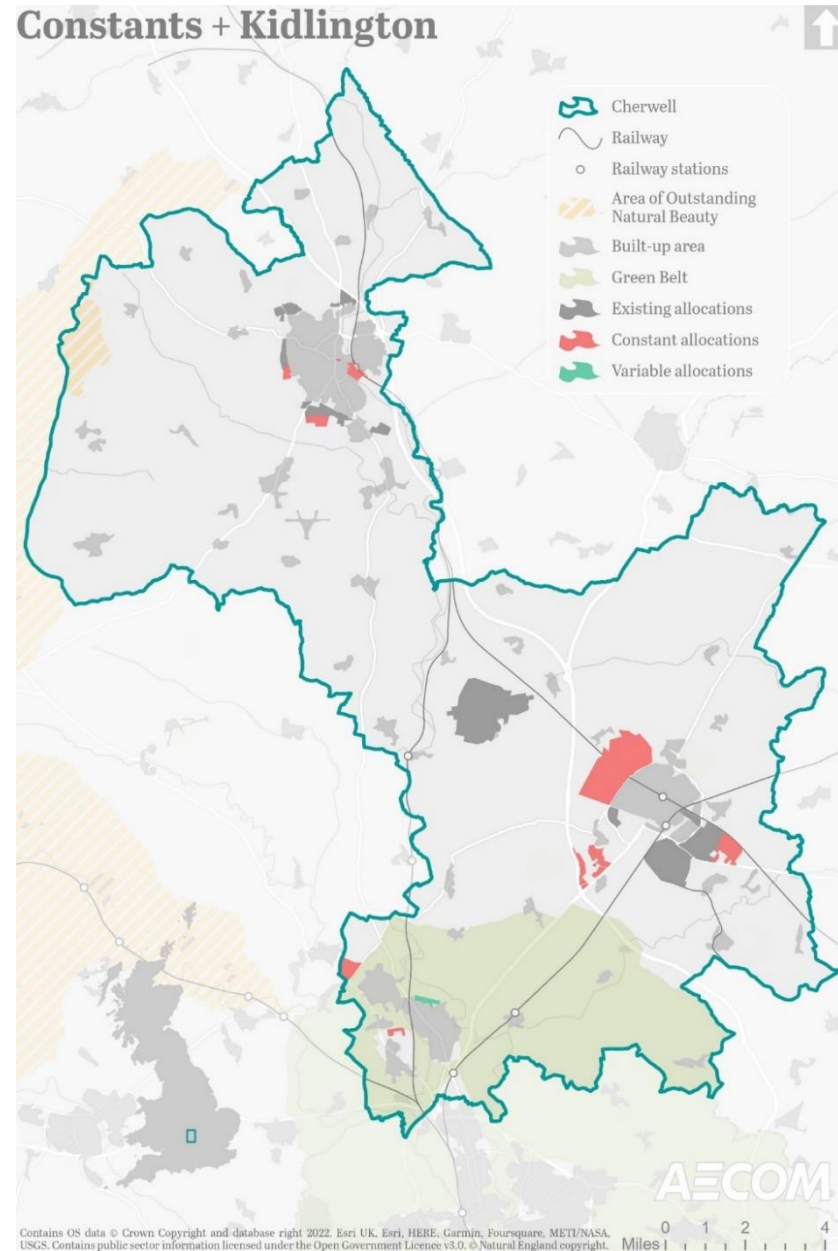 Constants + Kidlington
Cherwell
Railway
Railway stations
Area of Outstanding
Natural Beauty
Built-up area
Green Belt
Existing allocations
Constant allocations
Variable allocations
AECOM
Contains OS data © Crown Copyright and database right 2022. Esri UK, Esri, HERE, Garmin, Foursquare, METI/NASA,
USGS. Contains public sector information licensed under the Open Government Licence v3.0. © Natural England copyright.
Miles 0 1 2 4